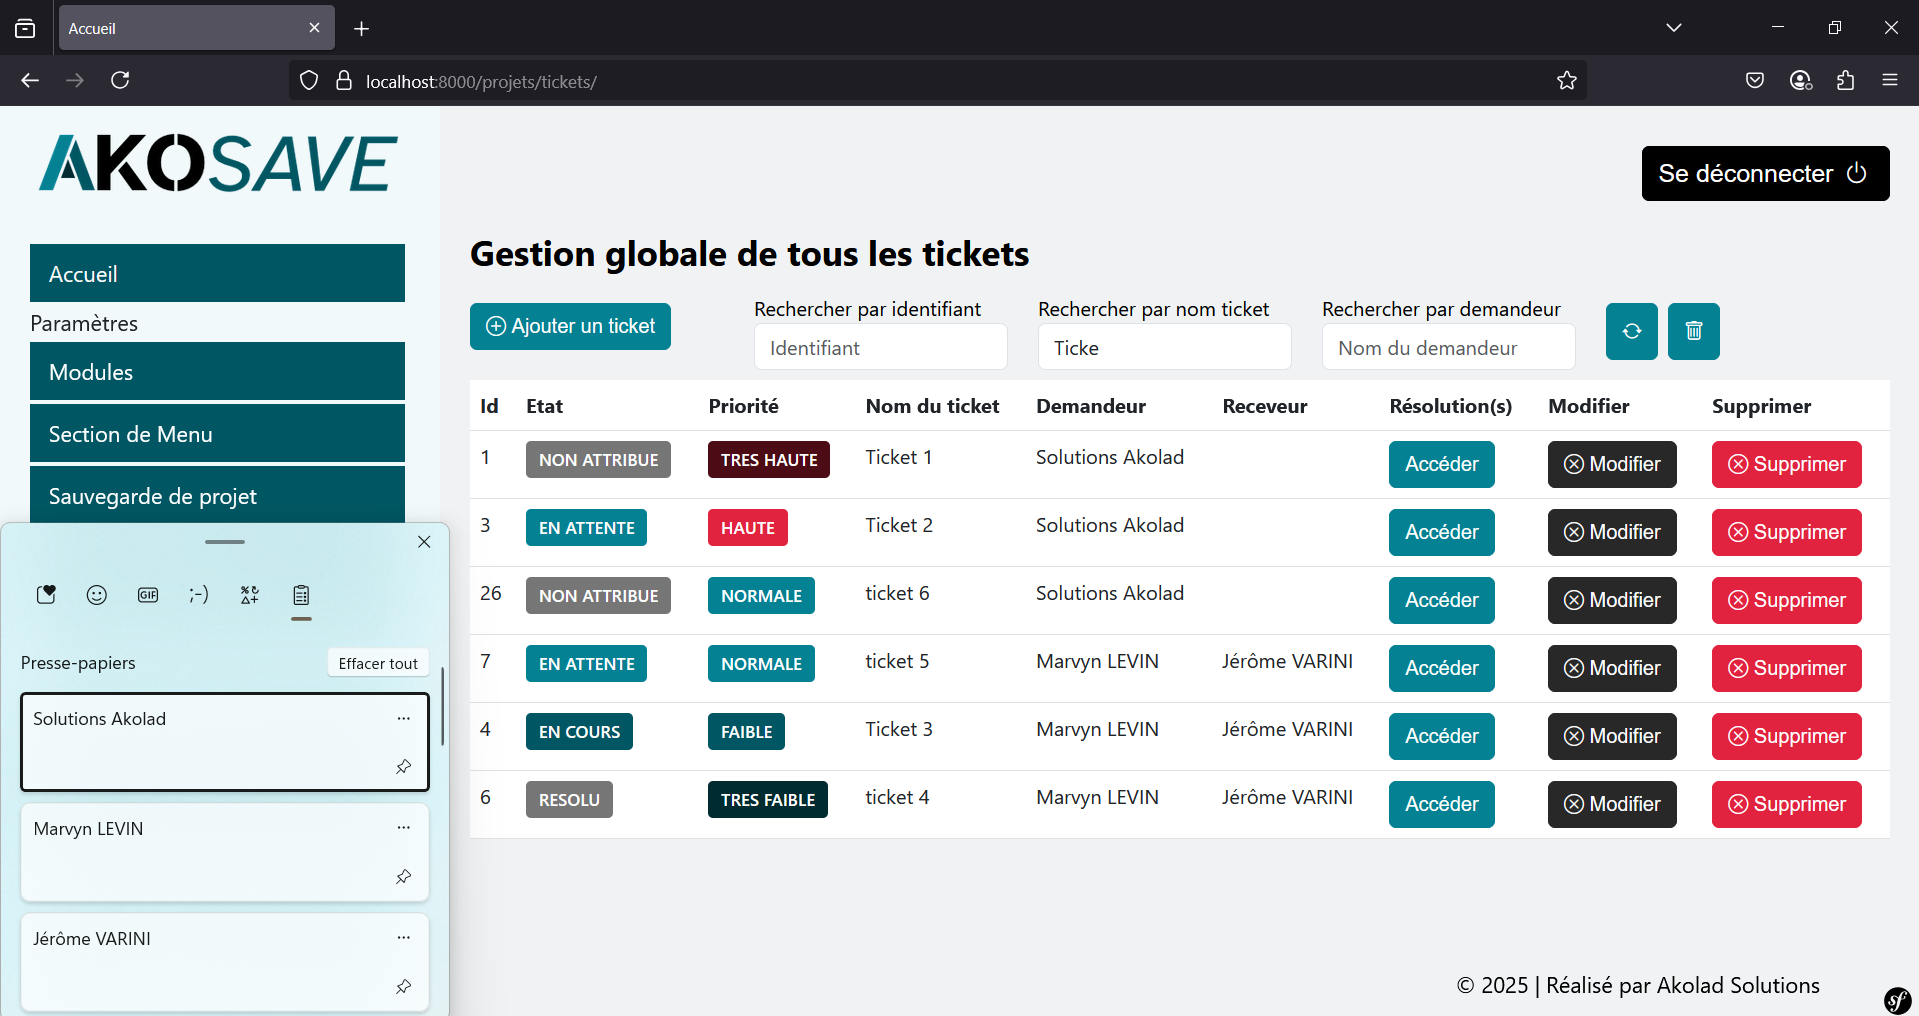 Accueil
localhost:8000/projets/tickets/
AKOSAVE
Se déconnecter
Accueil
Paramètres
Modules
Section de Menu
Sauvegarde de projet
Gestion globale de tous les tickets
Ajouter un ticket
Rechercher par identifiant
Identifiant
Rechercher par nom ticket
Ticke
Rechercher par demandeur
Nom du demandeur
Id Etat Priorité Nom du ticket Demandeur Receveur Résolution(s) Modifier Supprimer
1 NON ATTRIBUE TRES HAUTE Ticket 1 Solutions Akolad Accéder Modifier Supprimer
3 EN ATTENTE HAUTE Ticket 2 Solutions Akolad Accéder Modifier Supprimer
26 NON ATTRIBUE NORMALE ticket 6 Solutions Akolad Accéder Modifier Supprimer
7 EN ATTENTE NORMALE ticket 5 Marvyn LEVIN Jérôme VARINI Accéder Modifier Supprimer
4 EN COURS FAIBLE Ticket 3 Marvyn LEVIN Jérôme VARINI Accéder Modifier Supprimer
6 RESOLU TRES FAIBLE ticket 4 Marvyn LEVIN Jérôme VARINI Accéder Modifier Supprimer
GIF
;-)
Presse-papiers
Effacer tout
Solutions Akolad
Marvyn LEVIN
Jérôme VARINI
© 2025 | Réalisé par Akolad Solutions
sf